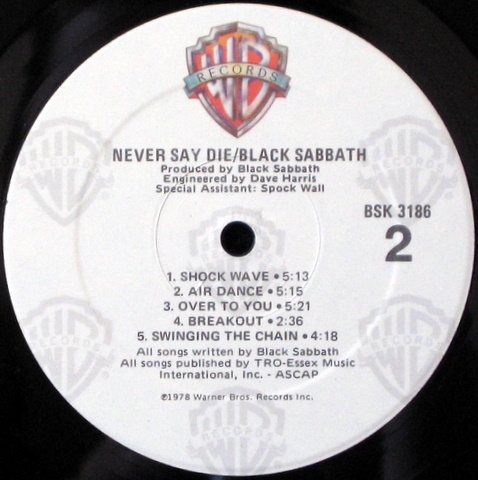 WB
RECORDS
NEVER SAY DIE/BLACK SABBATH
Produced by Black Sabbath
Engineered by Dave Harris
Special Assistant: Spock Wall
BSK 3186
2
1. SHOCK WAVE • 5:13
2. AIR DANCE • 5:15
3. OVER TO YOU • 5:21
4. BREAKOUT • 2:36
5. SWINGING THE CHAIN • 4:18
All songs written by Black Sabbath
All songs published by TRO-Essex Music
International, Inc. - ASCAP
℗1978 Warner Bros. Records Inc.